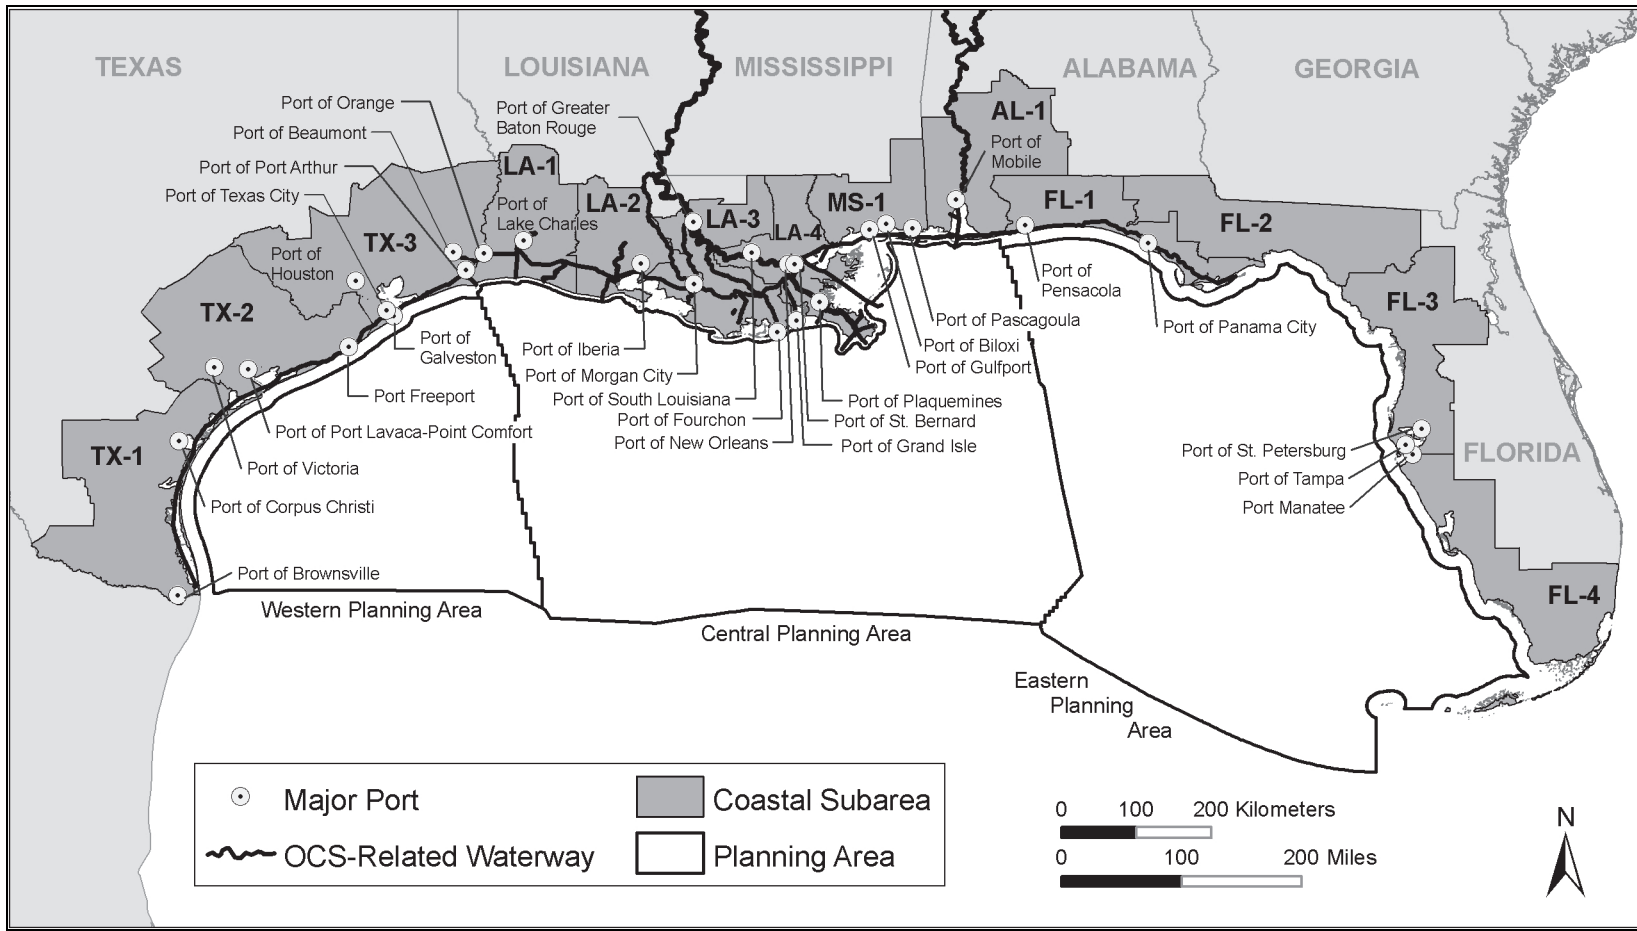 TEXAS
LOUISIANA
MISSISSIPPI
ALABAMA
GEORGIA
Port of Orange
Port of Beaumont
Port of Port Arthur
Port of Texas City
Port of Greater
Baton Rouge
AL-1
Port of
Mobile
LA-1
Port of
Lake Charles
LA-2
LA-3
LA-4
MS-1
FL-1
FL-2
TX-3
Port of
Houston
TX-2
FL-3
Port of
Pensacola
Port of Panama City
Port of Pascagoula
Port of Biloxi
Port of Gulfport
Port of
Galveston
Port of Iberia
Port of Morgan City
Port of South Louisiana
Port of Fourchon
Port of New Orleans
Port of Plaquemines
Port of St. Bernard
Port of Grand Isle
Port Freeport
Port of Port Lavaca-Point Comfort
Port of Victoria
Port of Corpus Christi
TX-1
Port of St. Petersburg
Port of Tampa
Port Manatee
FLORIDA
Port of Brownsville
FL-4
Western Planning Area
Central Planning Area
Eastern
Planning
Area
Major Port
Coastal Subarea
OCS-Related Waterway
Planning Area
0 100 200 Kilometers
0 100 200 Miles
N